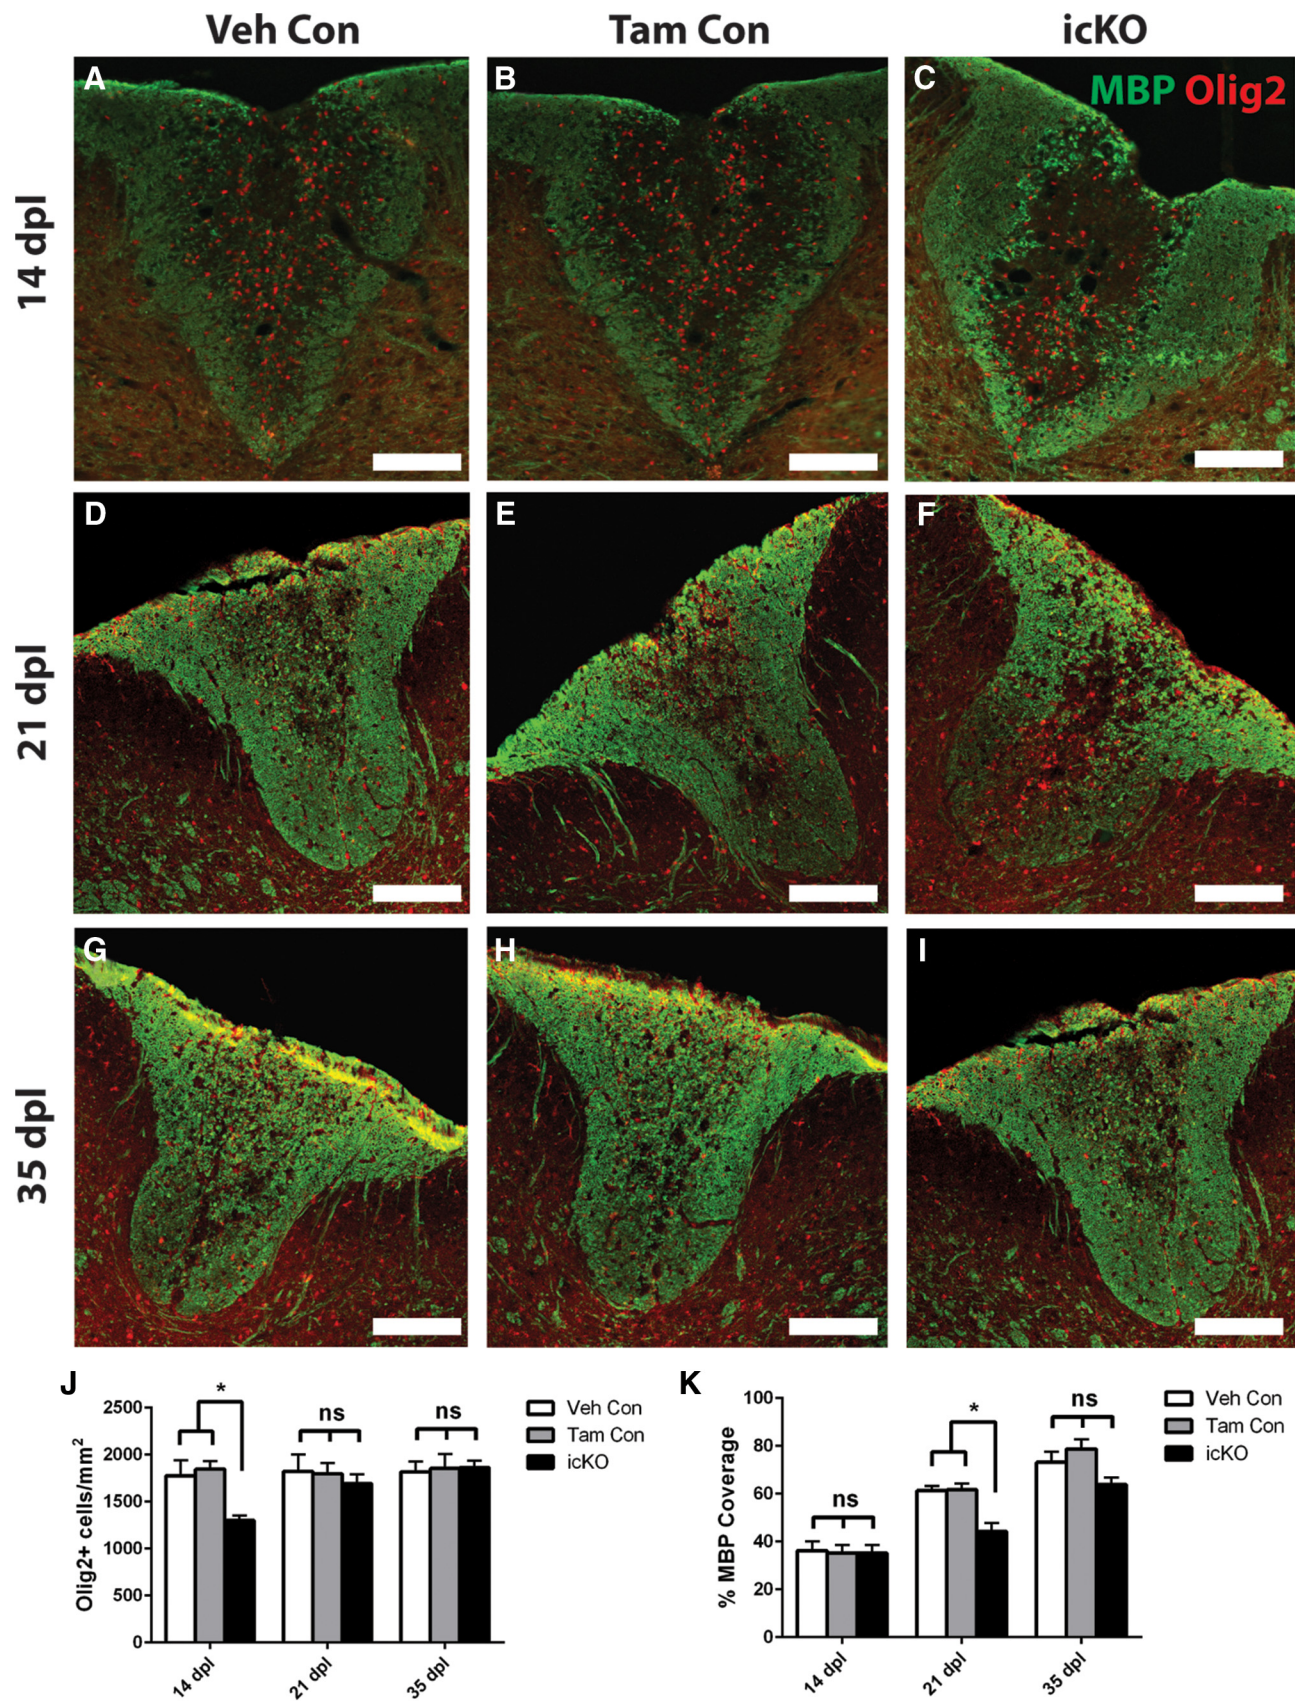 Veh Con Tam Con icKO
A B C MBP Olig2
14 dpl
D E F
21 dpl
G H I
35 dpl
J
Olig2+ cells/mm²
2500
2000
1500
1000
500
0
* ns ns
14 dpl 21 dpl 35 dpl
Veh Con
Tam Con
icKO
K
% MBP Coverage
100
80
60
40
20
0
ns * ns
14 dpl 21 dpl 35 dpl
Veh Con
Tam Con
icKO